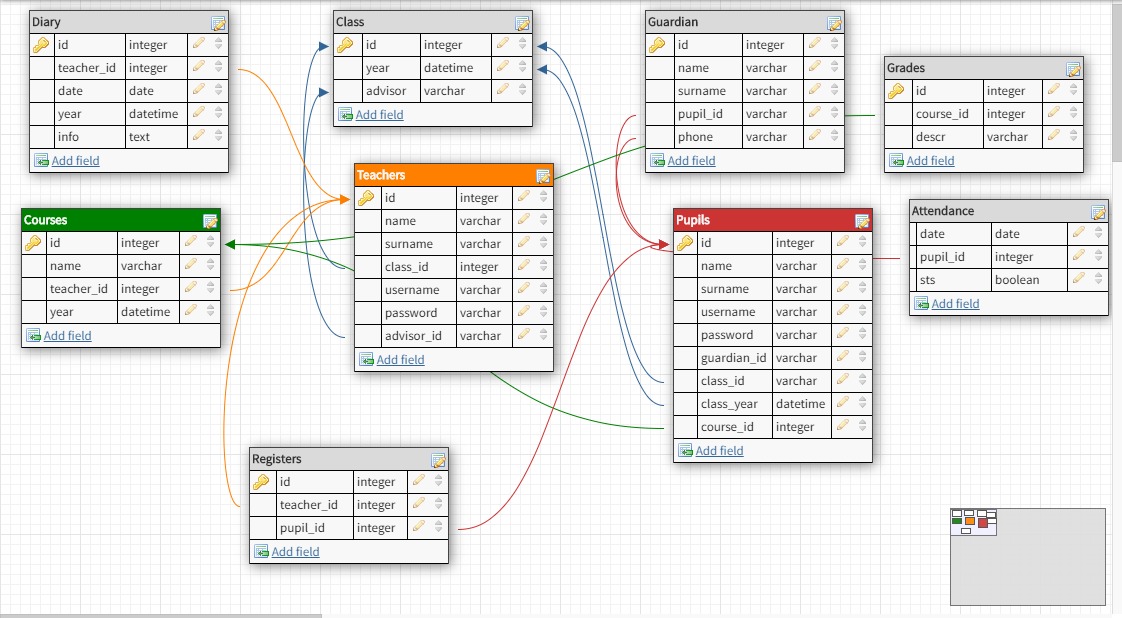 Diary
id integer
teacher_id integer
date date
year datetime
info text
Add field
Class
id integer
year datetime
advisor varchar
Add field
Guardian
id integer
name varchar
surname varchar
pupil_id varchar
phone varchar
Add field
Grades
id integer
course_id integer
descr varchar
Add field
Courses
id integer
name varchar
teacher_id integer
year datetime
Add field
Teachers
id integer
name varchar
surname varchar
class_id integer
username varchar
password varchar
advisor_id varchar
Add field
Pupils
id integer
name varchar
surname varchar
username varchar
password varchar
guardian_id varchar
class_id varchar
class_year datetime
course_id integer
Add field
Attendance
date date
pupil_id integer
sts boolean
Add field
Registers
id integer
teacher_id integer
pupil_id integer
Add field